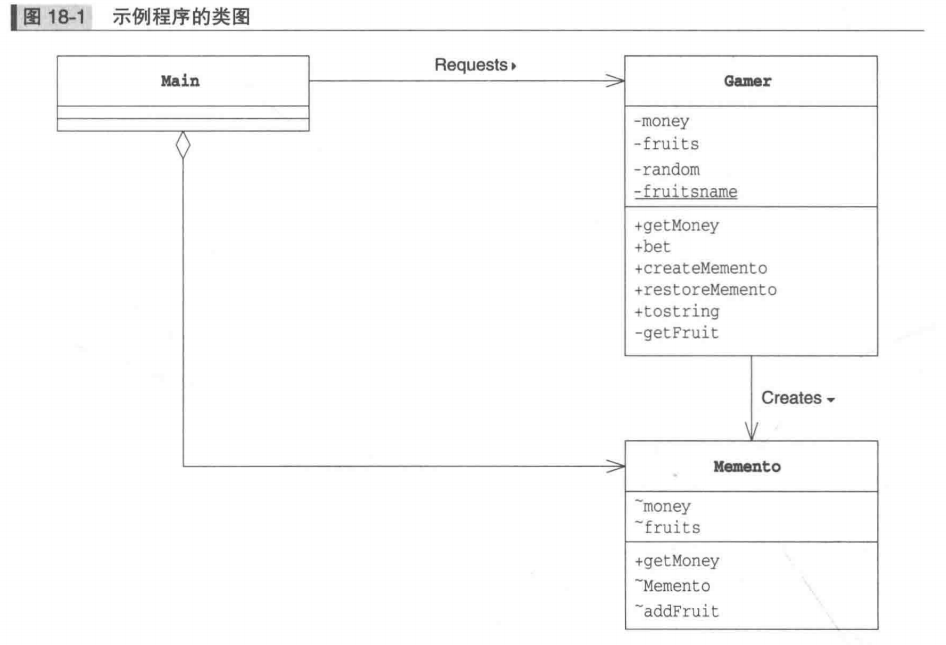 图 18-1 示例程序的类图
Main
Requests ▸
Gamer
-money
-fruits
-random
-fruitsname
+getMoney
+bet
+createMemento
+restoreMemento
+tostring
-getFruit
Creates ▾
Memento
~money
~fruits
+getMoney
~Memento
~addFruit